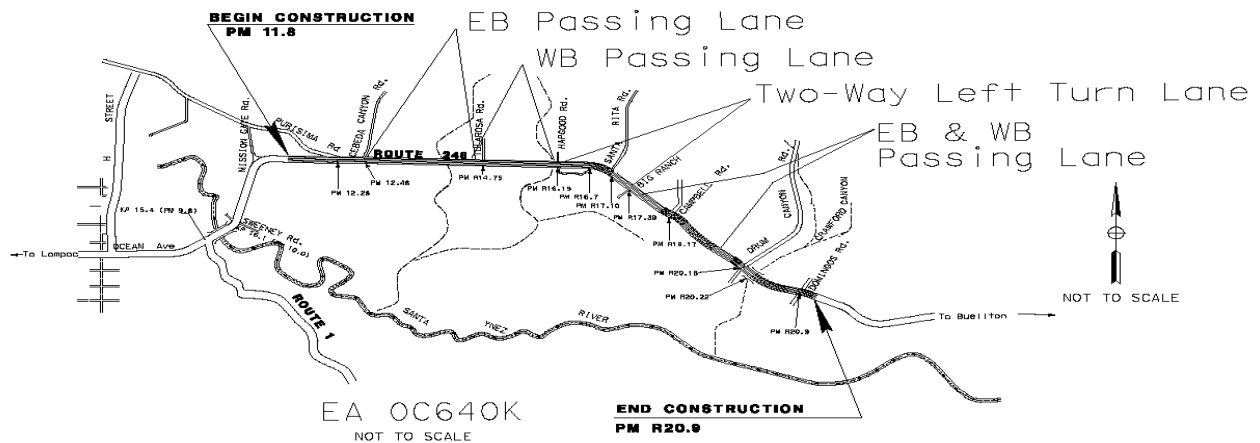 BEGIN CONSTRUCTION
PM 11.8
EB Passing Lane
WB Passing Lane
Two-Way Left Turn Lane
EB & WB
Passing Lane
H STREET
MISSION GATE Rd.
PURISIMA Rd
CEBEDA CANYON Rd.
HAPGOOD Rd.
SANTA RITA Rd.
ROUTE 246
PM 12.46
PM R14.75
PM R16.15
PM R16.7
PM R17.10
PM R17.39
BIG RANCH
CAMPBELL Rd.
PM R18.17
DRUM CANYON Rd.
CRAWFORD CANYON
DOMINGOS Rd.
PM R20.15
PM R20.22
PM R20.9
KP 15.4 (PM 9.6)
OCEAN Ave
To Lompoc
SWEENEY Rd.
ROUTE 1
SANTA YNEZ RIVER
To Buellton
NOT TO SCALE
EA 0C640K
NOT TO SCALE
END CONSTRUCTION
PM R20.9